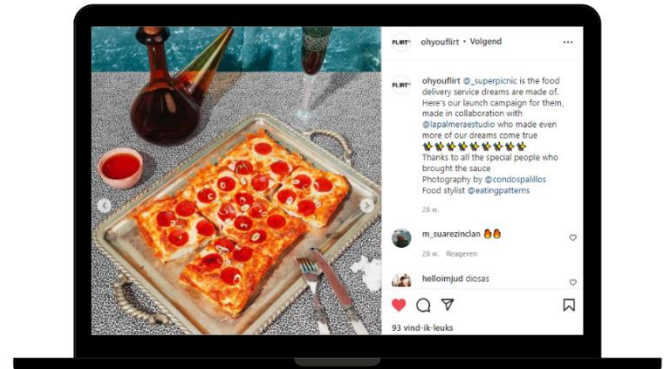 FLIRT°
ohyouflirt • Volgend
FLIRT°
ohyouflirt @_superpicnic is the food
delivery service dreams are made of.
Here's our launch campaign for them,
made in collaboration with
@lapalmeraestudio who made even
more of our dreams come true
Thanks to all the special people who
brought the sauce
Photography by @condospalillos
Food stylist @eatingpatterns
28 w.
m_suarezinclan
28 w. Reageren
helloimjud diosas
93 vind-ik-leuks